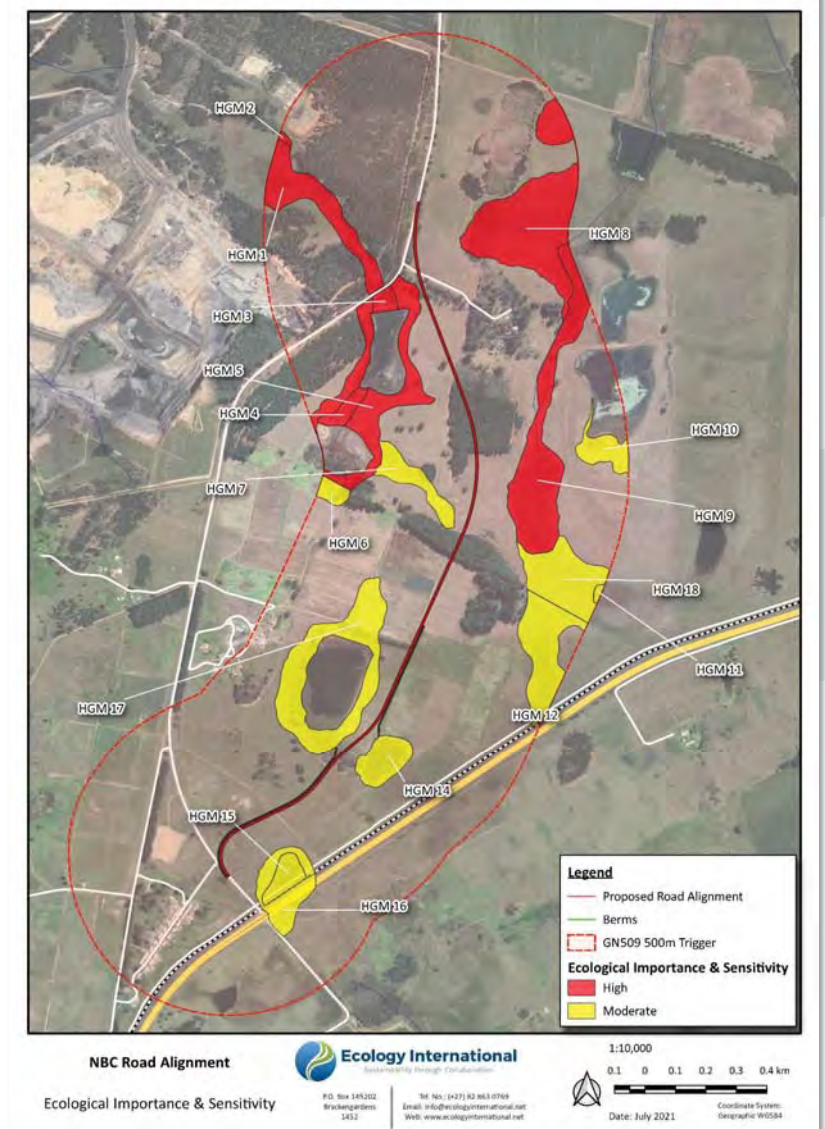 HGM 2
HGM 1
HGM 3
HGM 5
HGM 4
HGM 7
HGM 6
HGM 8
HGM 10
HGM 9
HGM 18
HGM 11
HGM 12
HGM 17
HGM 14
HGM 15
HGM 16
Legend
Proposed Road Alignment
Berms
GN509 500m Trigger
Ecological Importance & Sensitivity
High
Moderate
NBC Road Alignment
Ecological Importance & Sensitivity
Ecology International
Sustainability Through Collaboration
P.O. Box 145202
Brackengardens
1452
Tel. No.: (+27) 82 863 0769
Email: info@ecologyinternational.net
Web: www.ecologyinternational.net
1:10,000
0.1 0 0.1 0.2 0.3 0.4 km
Date: July 2021
Coordinate System:
Geographic WGS84